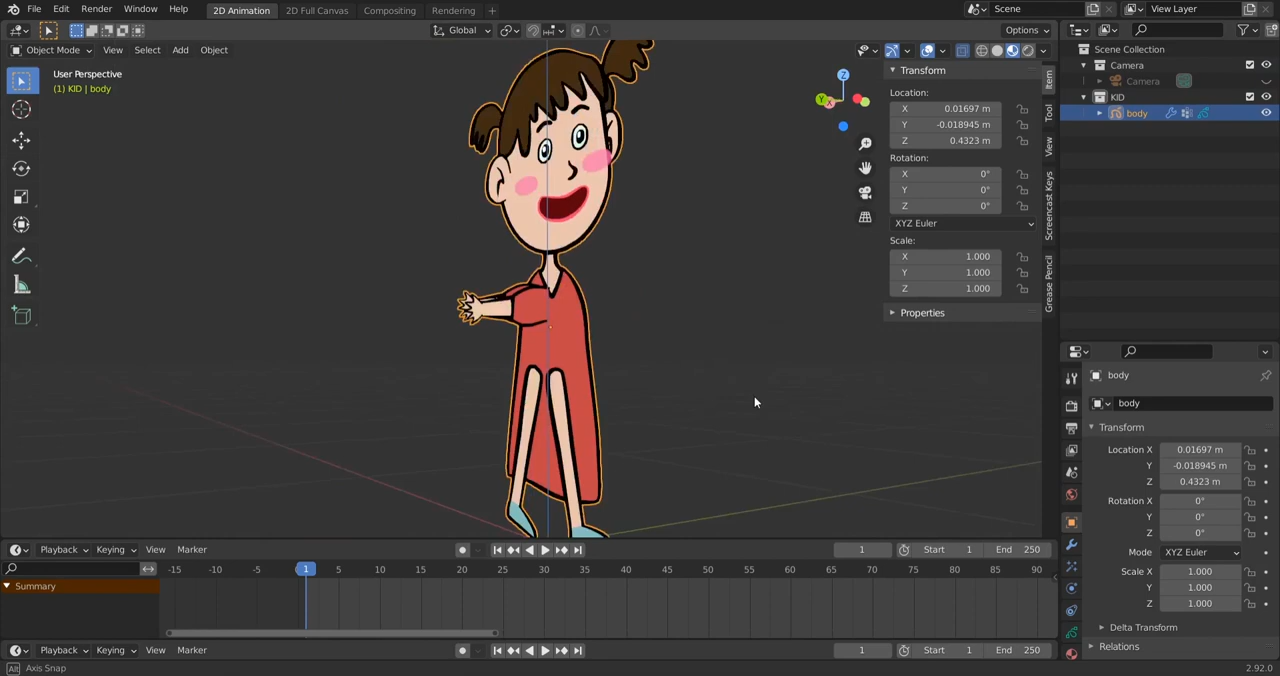 File Edit Render Window Help 2D Animation 2D Full Canvas Compositing Rendering + Scene View Layer
Global Options
Object Mode View Select Add Object
User Perspective
(1) KID | body
Z
Y
X
Transform
Location:
X 0.01697 m
Y -0.018945 m
Z 0.4323 m
Rotation:
X 0°
Y 0°
Z 0°
XYZ Euler
Scale:
X 1.000
Y 1.000
Z 1.000
Properties
Item
Tool
View
Screencast Keys
Grease Pencil
Scene Collection
Camera
Camera
KID
body
body
body
Transform
Location X 0.01697 m
Y -0.018945 m
Z 0.4323 m
Rotation X 0°
Y 0°
Z 0°
Mode XYZ Euler
Scale X 1.000
Y 1.000
Z 1.000
Delta Transform
Relations
Playback Keying View Marker 1 Start 1 End 250
-15 -10 -5 1 5 10 15 20 25 30 35 40 45 50 55 60 65 70 75 80 85 90
Summary
Playback Keying View Marker 1 Start 1 End 250
Alt Axis Snap 2.92.0